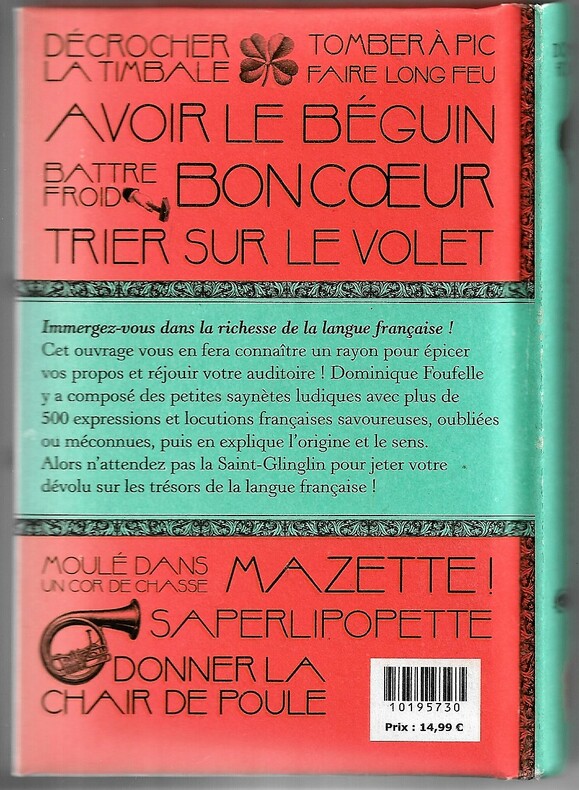 DÉCROCHER
LA TIMBALE
TOMBER À PIC
FAIRE LONG FEU
AVOIR LE BÉGUIN
BATTRE
FROID
BON CŒUR
TRIER SUR LE VOLET
Immergez-vous dans la richesse de la langue française !
Cet ouvrage vous en fera connaître un rayon pour épicer
vos propos et réjouir votre auditoire ! Dominique Foufelle
y a composé des petites saynètes ludiques avec plus de
500 expressions et locutions françaises savoureuses, oubliées
ou méconnues, puis en explique l'origine et le sens.
Alors n'attendez pas la Saint-Glinglin pour jeter votre
dévolu sur les trésors de la langue française !
MOULÉ DANS
UN COR DE CHASSE
MAZETTE !
SAPERLIPOPETTE
DONNER LA
CHAIR DE POULE
10195730
Prix : 14,99 €